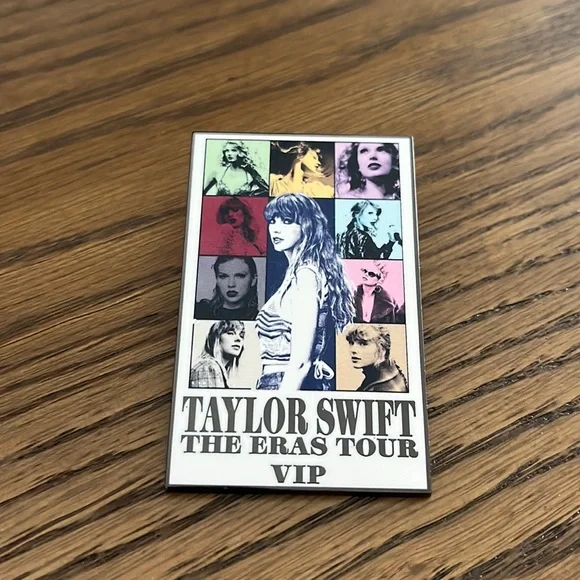 TAYLOR SWIFT
THE ERAS TOUR
VIP